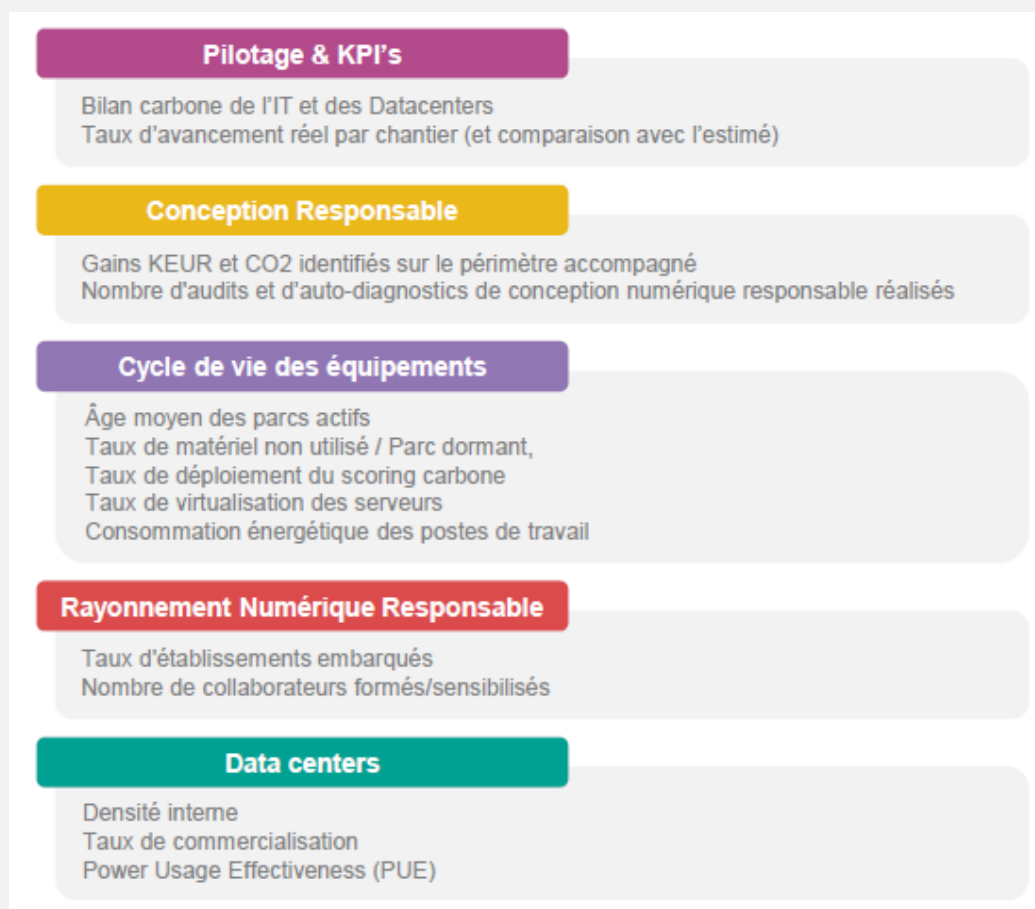 Pilotage & KPI's
Bilan carbone de l'IT et des Datacenters
Taux d'avancement réel par chantier (et comparaison avec l'estimé)
Conception Responsable
Gains KEUR et CO2 identifiés sur le périmètre accompagné
Nombre d'audits et d'auto-diagnostics de conception numérique responsable réalisés
Cycle de vie des équipements
Âge moyen des parcs actifs
Taux de matériel non utilisé / Parc dormant,
Taux de déploiement du scoring carbone
Taux de virtualisation des serveurs
Consommation énergétique des postes de travail
Rayonnement Numérique Responsable
Taux d'établissements embarqués
Nombre de collaborateurs formés/sensibilisés
Data centers
Densité interne
Taux de commercialisation
Power Usage Effectiveness (PUE)